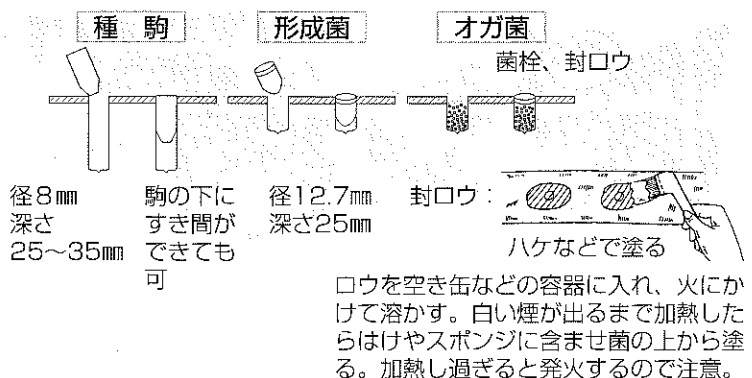 種 駒
形成菌
オガ菌
菌栓、封ロウ
径8㎜
深さ
25～35㎜
駒の下に
すき間が
できても
可
径12.7㎜
深さ25㎜
封ロウ：
ハケなどで塗る
ロウを空き缶などの容器に入れ、火にか
けて溶かす。白い煙が出るまで加熱した
らはけやスポンジに含ませ菌の上から塗
る。加熱し過ぎると発火するので注意。